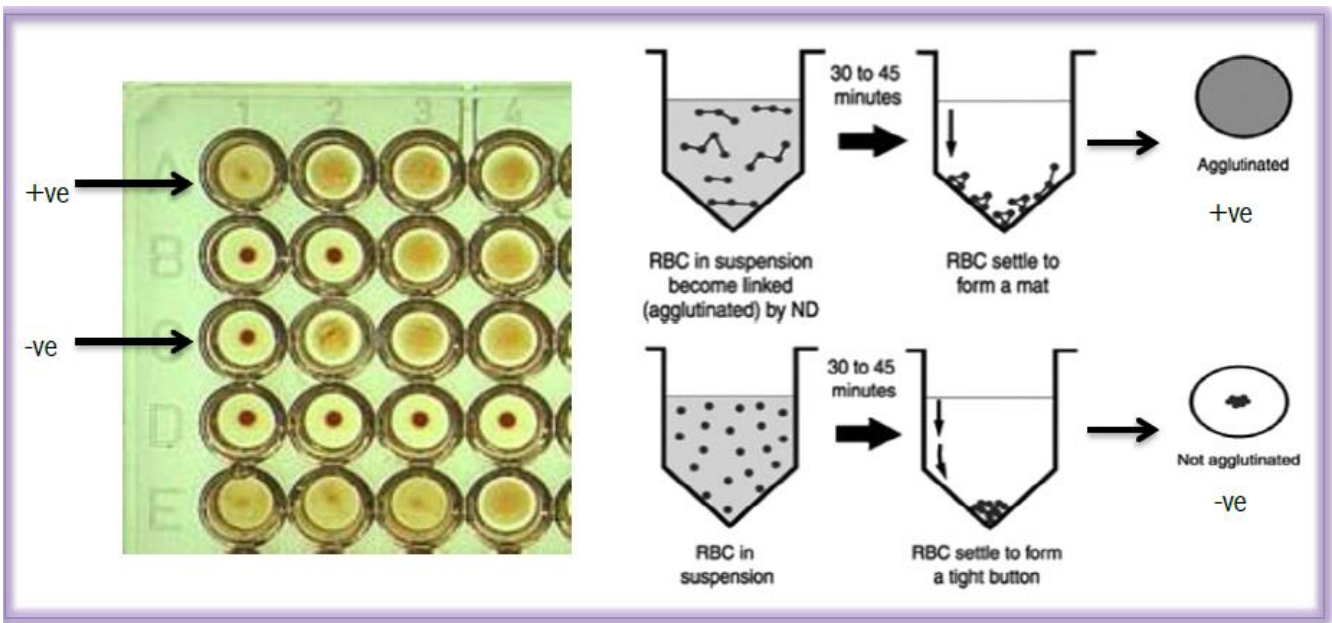 1 2 3 4
A
B
C
D
E
+ve
-ve
30 to 45
minutes
RBC in suspension
become linked
(agglutinated) by ND
RBC settle to
form a mat
Agglutinated
+ve
30 to 45
minutes
RBC in
suspension
RBC settle to form
a tight button
Not agglutinated
-ve